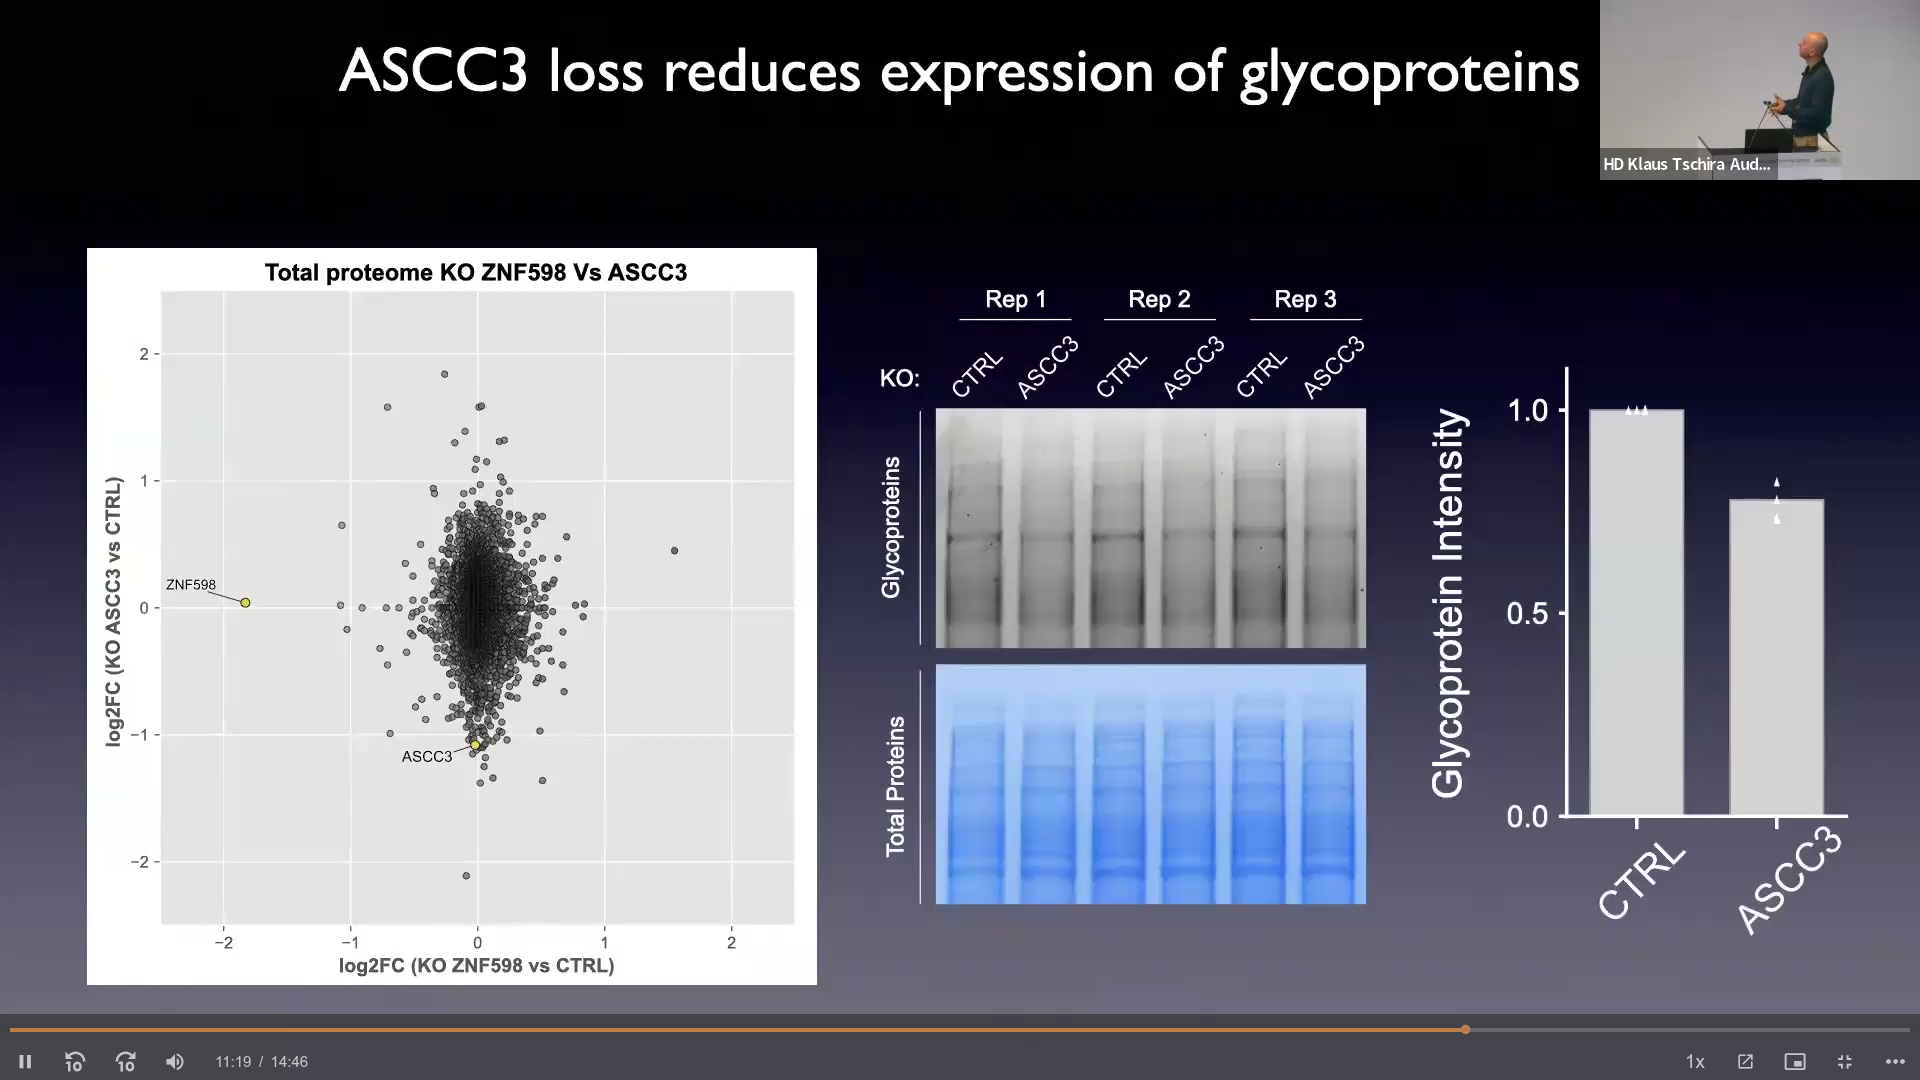 ASCC3 loss reduces expression of glycoproteins
HD Klaus Tschira Aud...
Total proteome KO ZNF598 Vs ASCC3
log2FC (KO ASCC3 vs CTRL)
2
1
0
−1
−2
ZNF598
ASCC3
−2
−1
0
1
2
log2FC (KO ZNF598 vs CTRL)
Rep 1
Rep 2
Rep 3
KO:
CTRL
ASCC3
CTRL
ASCC3
CTRL
ASCC3
Glycoproteins
Total Proteins
Glycoprotein Intensity
1.0
0.5
0.0
CTRL
ASCC3
10
10
11:19 / 14:46
1x